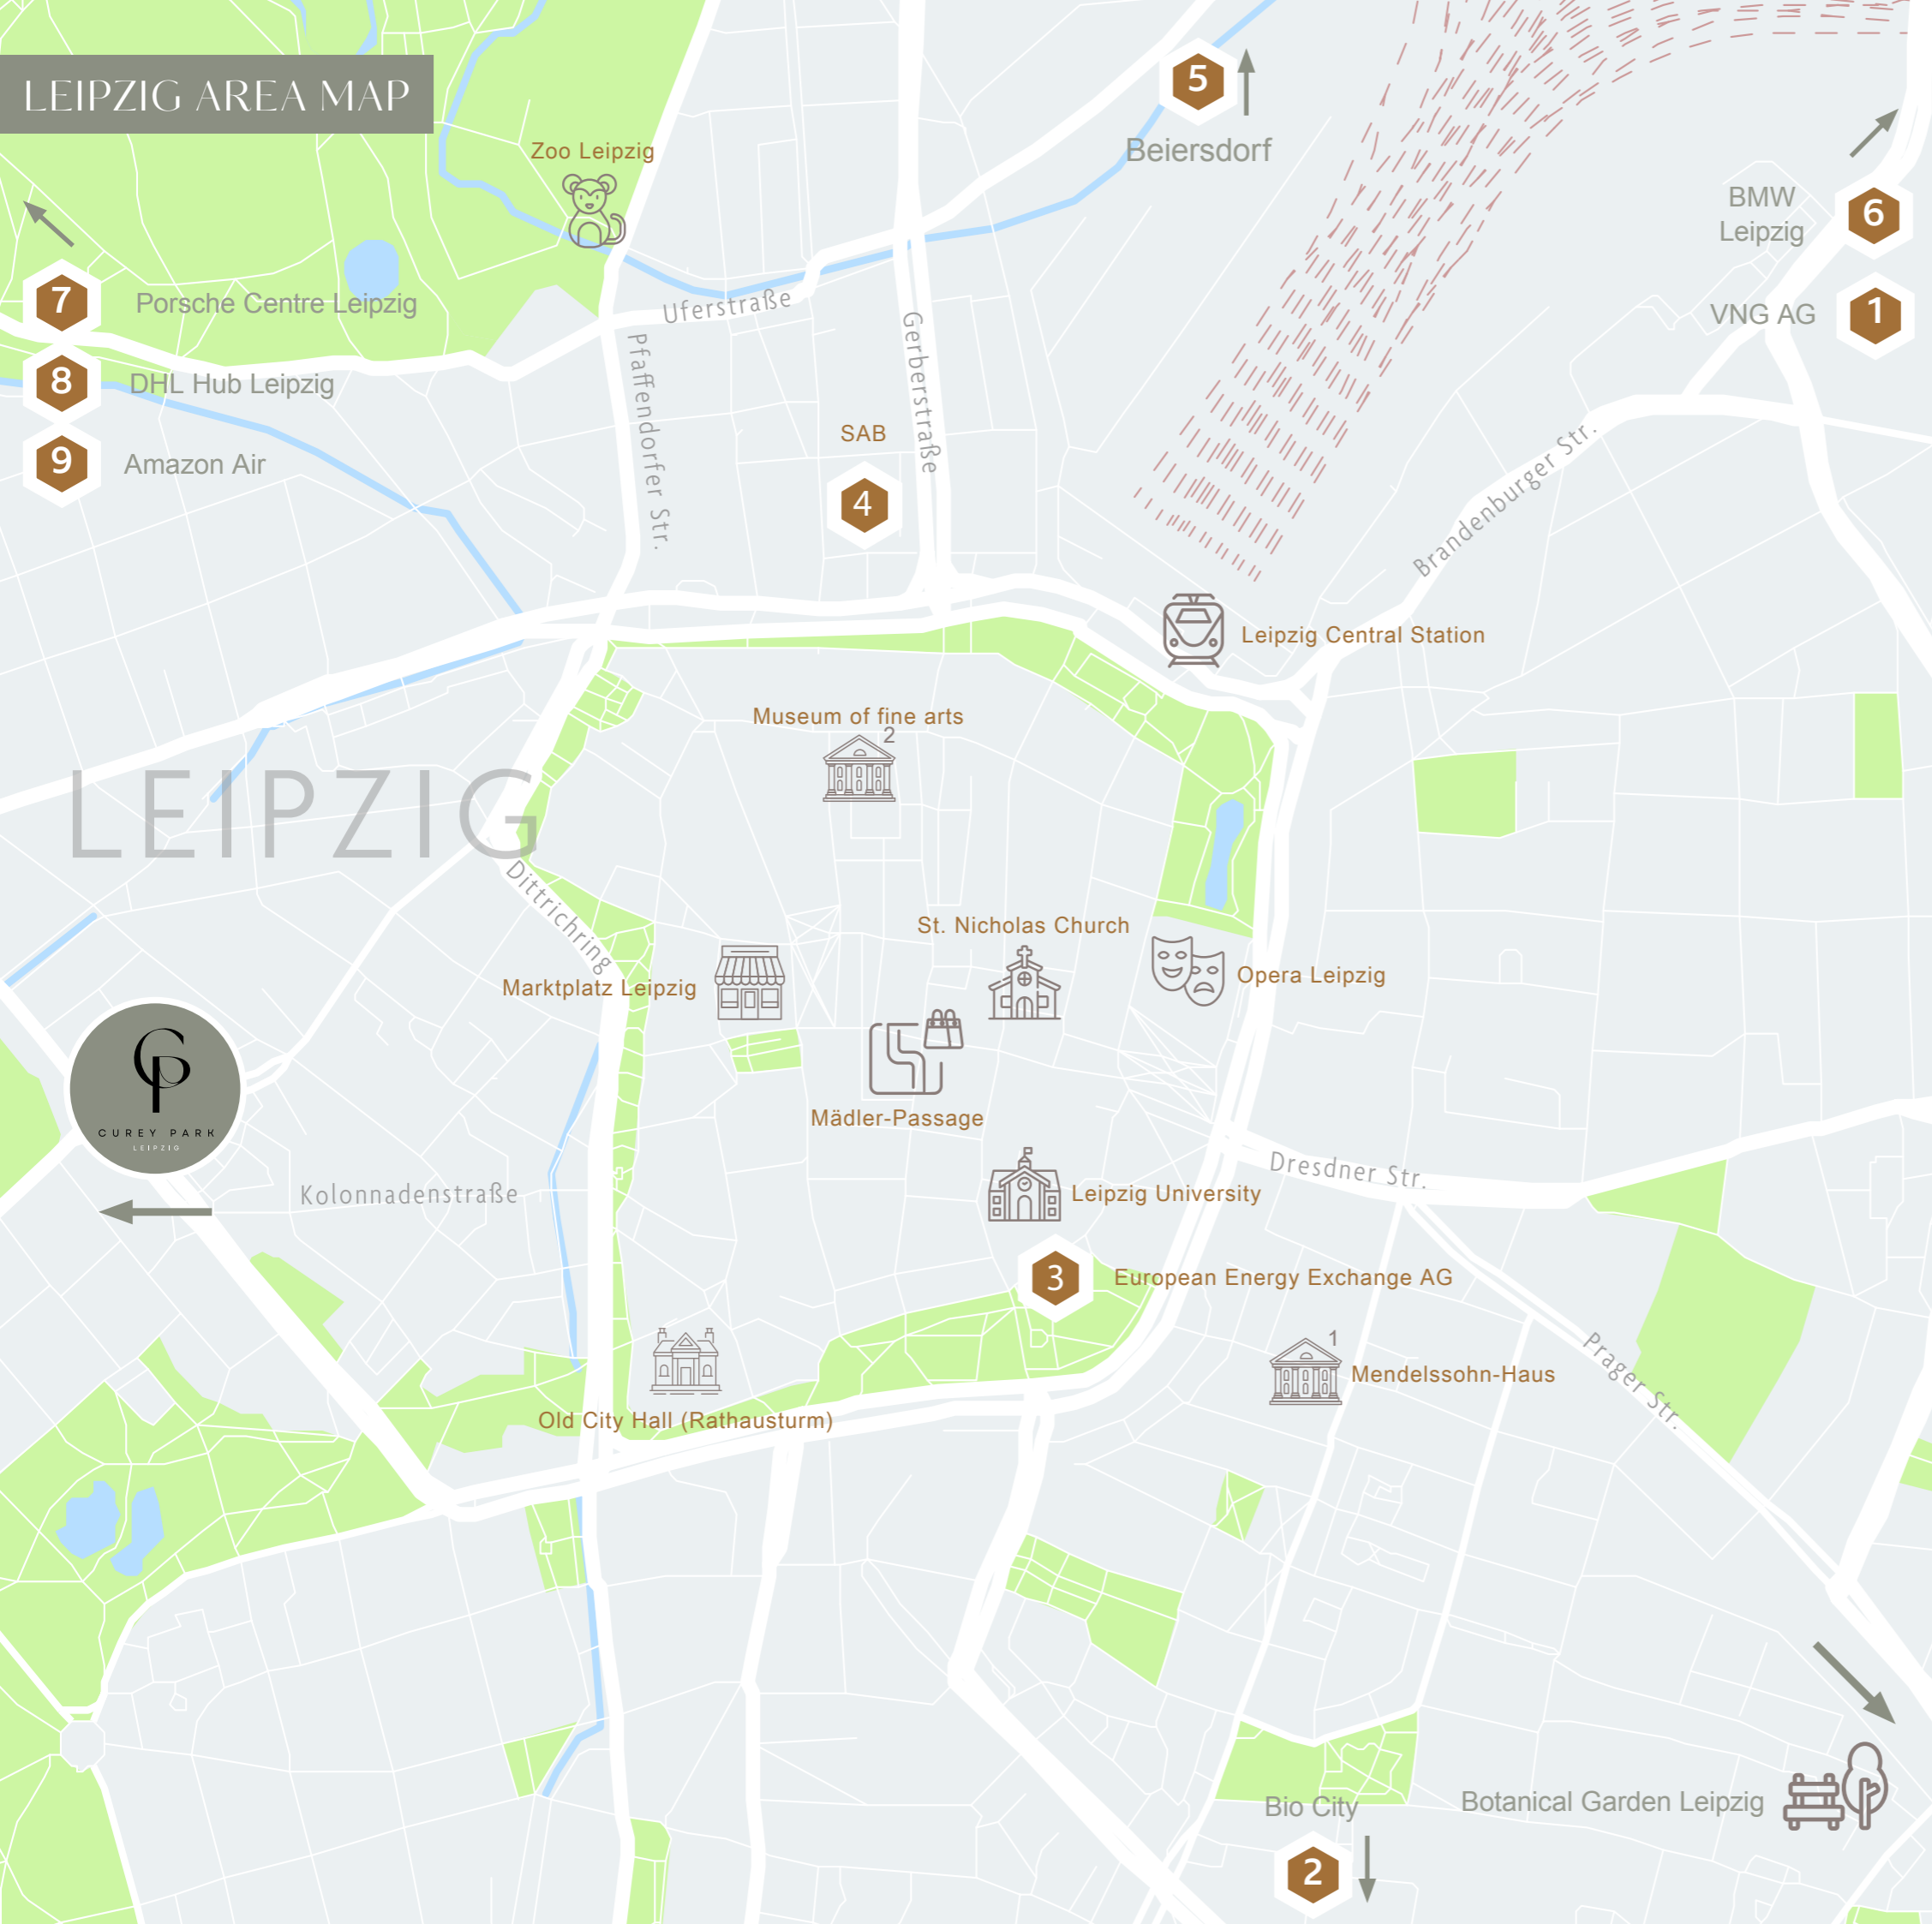 LEIPZIG AREA MAP
5
Beiersdorf
Zoo Leipzig
BMW
Leipzig
6
7
Porsche Centre Leipzig
Uferstraße
VNG AG
1
Gerberstraße
Pfaffendorfer Str.
8
DHL Hub Leipzig
SAB
9
Amazon Air
4
Brandenburger Str.
Leipzig Central Station
Museum of fine arts
2
LEIPZIG
Dittrichring
St. Nicholas Church
Marktplatz Leipzig
Opera Leipzig
CP
CUREY PARK
LEIPZIG
Mädler-Passage
Dresdner Str.
Kolonnadenstraße
Leipzig University
3
European Energy Exchange AG
1
Mendelssohn-Haus
Prager Str.
Old City Hall (Rathausturm)
Bio City
Botanical Garden Leipzig
2